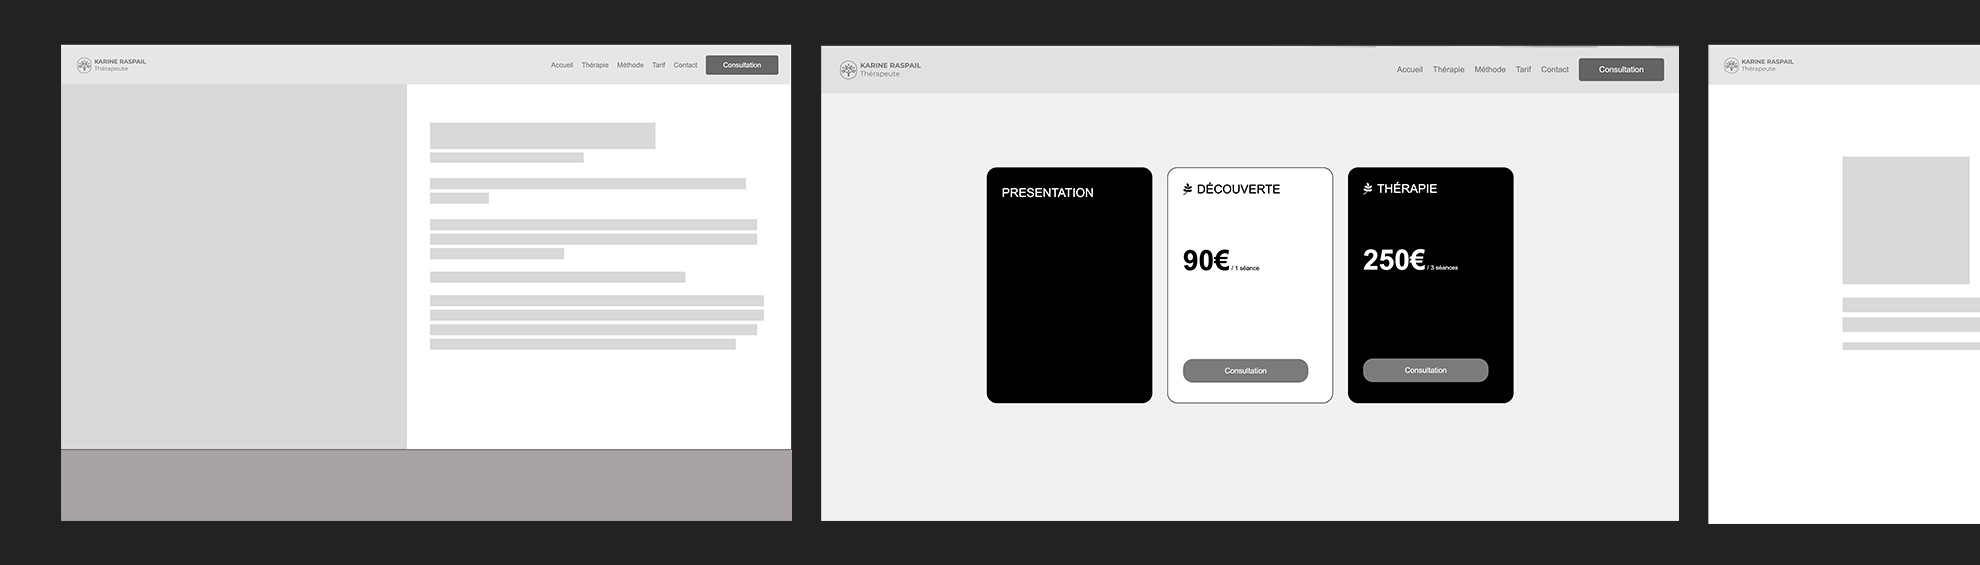 KARINE RASPAIL
Thérapeute
Accueil Thérapie Méthode Tarif Contact Consultation
KARINE RASPAIL
Thérapeute
Accueil Thérapie Méthode Tarif Contact Consultation
PRESENTATION
DÉCOUVERTE
90€ / 1 séance
Consultation
THÉRAPIE
250€ / 3 séances
Consultation
KARINE RASPAIL
Thérapeute